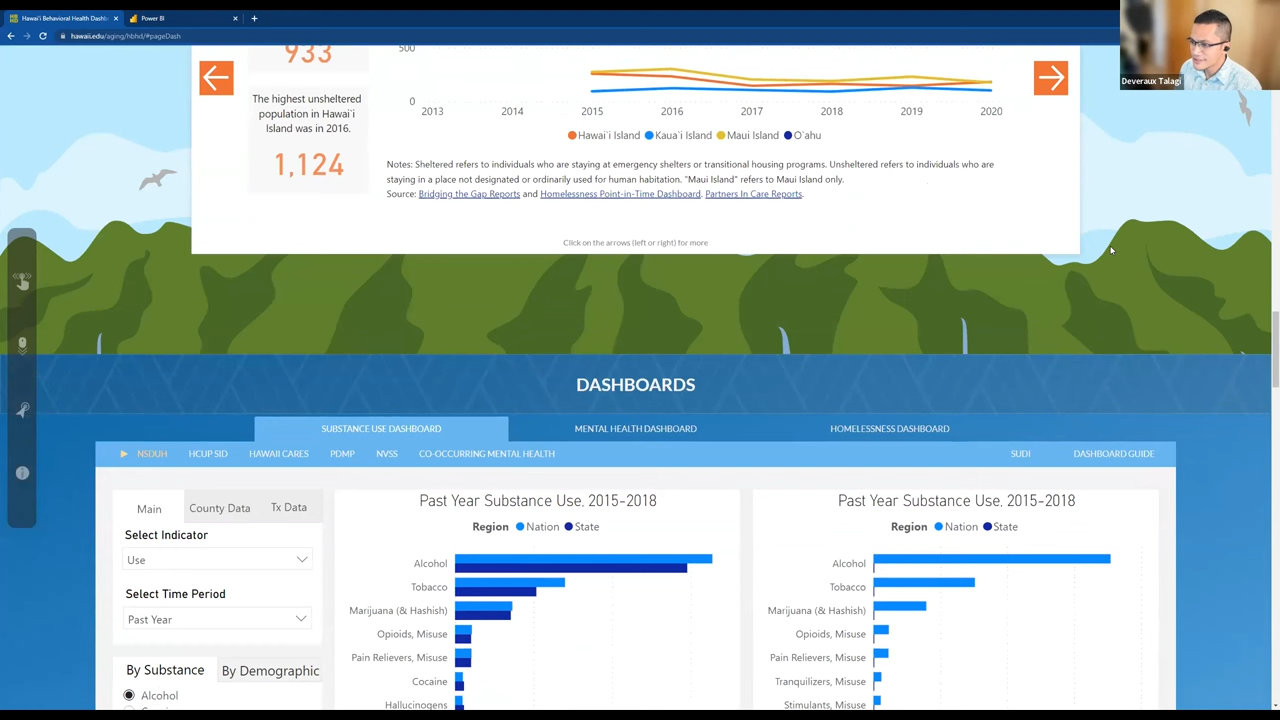 Hawai'i Behavioral Health Dashb
Power BI
hawaii.edu/aging/hbhd/#pageDash
Deveraux Talagi
933
The highest unsheltered
population in Hawai`i
Island was in 2016.
1,124
500
0
2013 2014 2015 2016 2017 2018 2019 2020
Hawai`i Island Kaua`i Island Maui Island O`ahu
Notes: Sheltered refers to individuals who are staying at emergency shelters or transitional housing programs. Unsheltered refers to individuals who are
staying in a place not designated or ordinarily used for human habitation. "Maui Island" refers to Maui Island only.
Source: Bridging the Gap Reports and Homelessness Point-in-Time Dashboard. Partners In Care Reports.
Click on the arrows (left or right) for more
DASHBOARDS
SUBSTANCE USE DASHBOARD MENTAL HEALTH DASHBOARD HOMELESSNESS DASHBOARD
NSDUH HCUP SID HAWAII CARES PDMP NVSS CO-OCCURRING MENTAL HEALTH SUDI DASHBOARD GUIDE
Main County Data Tx Data
Select Indicator
Use
Select Time Period
Past Year
By Substance By Demographic
Alcohol
Past Year Substance Use, 2015-2018
Region Nation State
Alcohol
Tobacco
Marijuana (& Hashish)
Opioids, Misuse
Pain Relievers, Misuse
Cocaine
Hallucinogens
Past Year Substance Use, 2015-2018
Region Nation State
Alcohol
Tobacco
Marijuana (& Hashish)
Opioids, Misuse
Pain Relievers, Misuse
Tranquilizers, Misuse
Stimulants, Misuse